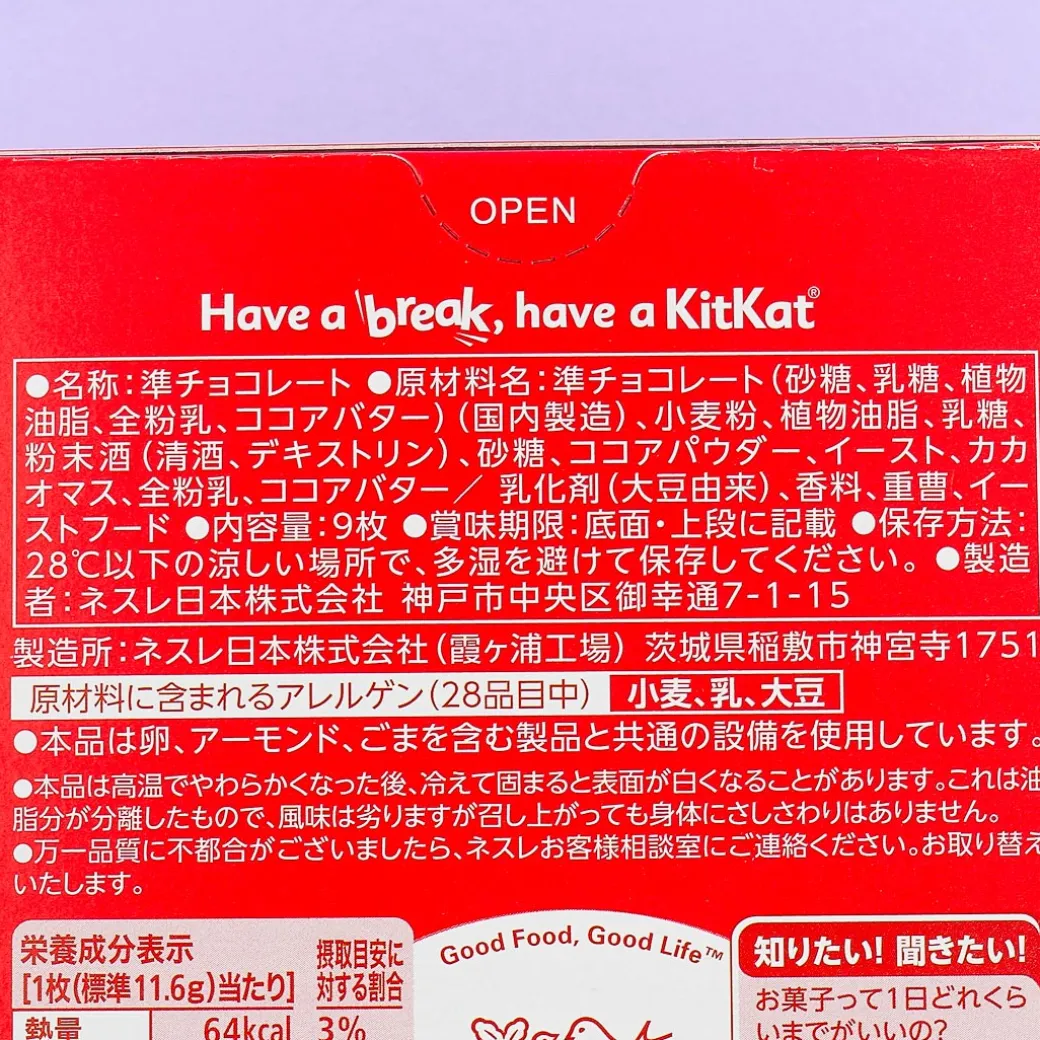 OPEN
Have a break, have a KitKat®
●名称：準チョコレート ●原材料名：準チョコレート（砂糖、乳糖、植物
油脂、全粉乳、ココアバター）（国内製造）、小麦粉、植物油脂、乳糖、
粉末酒（清酒、デキストリン）、砂糖、ココアパウダー、イースト、カカ
オマス、全粉乳、ココアバター／ 乳化剤（大豆由来）、香料、重曹、イー
ストフード ●内容量：9枚 ●賞味期限：底面・上段に記載 ●保存方法：
28℃以下の涼しい場所で、多湿を避けて保存してください。 ●製造
者：ネスレ日本株式会社 神戸市中央区御幸通7-1-15
製造所：ネスレ日本株式会社（霞ヶ浦工場） 茨城県稲敷市神宮寺1751
原材料に含まれるアレルゲン（28品目中） 小麦、乳、大豆
●本品は卵、アーモンド、ごまを含む製品と共通の設備を使用しています。
●本品は高温でやわらかくなった後、冷えて固まると表面が白くなることがあります。これは油
脂分が分離したもので、風味は劣りますが召し上がっても身体にさしさわりはありません。
●万一品質に不都合がございましたら、ネスレお客様相談室にご連絡ください。お取り替え
いたします。
栄養成分表示
[1枚(標準11.6g)当たり]
摂取目安に
対する割合
熱量 64kcal 3%
Good Food, Good Life™
知りたい！ 聞きたい！
お菓子って1日どれくら
いまでがいいの？